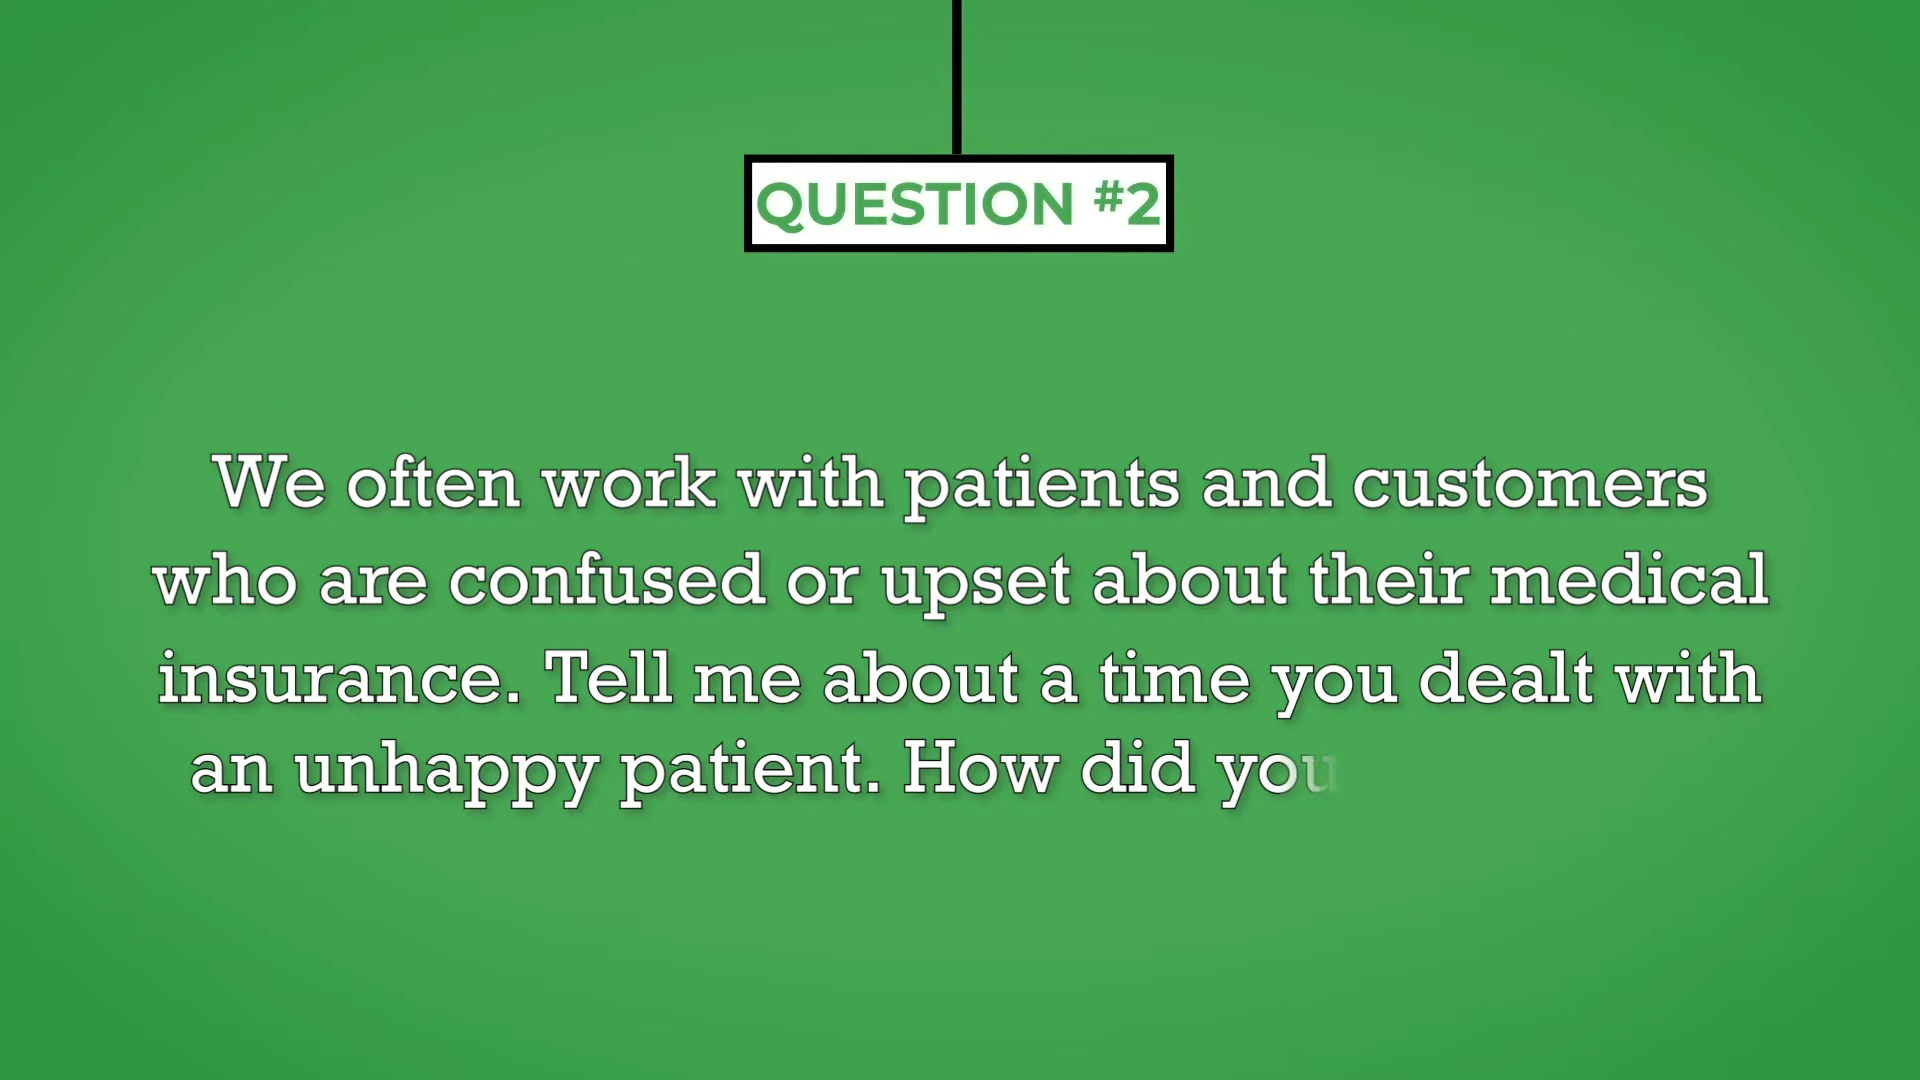 QUESTION #2
We often work with patients and customers
who are confused or upset about their medical
insurance. Tell me about a time you dealt with
an unhappy patient. How did you